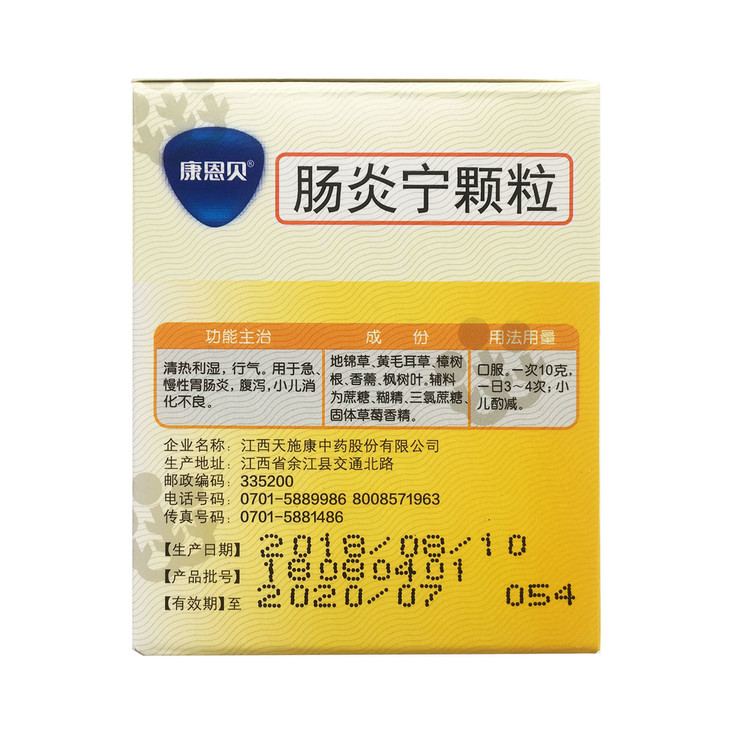 康恩贝®
肠炎宁颗粒
功能主治
清热利湿，行气。用于急、
慢性胃肠炎，腹泻，小儿消
化不良。
成 份
地锦草、黄毛耳草、樟树
根、香薷、枫树叶。辅料
为蔗糖、糊精、三氯蔗糖、
固体草莓香精。
用法用量
口服。一次10克，
一日3～4次；小
儿酌减。
企业名称：江西天施康中药股份有限公司
生产地址：江西省余江县交通北路
邮政编码：335200
电话号码：0701-5889986 8008571963
传真号码：0701-5881486
【生产日期】2018/08/10
【产品批号】18080401
【有效期】至 2020/07 054